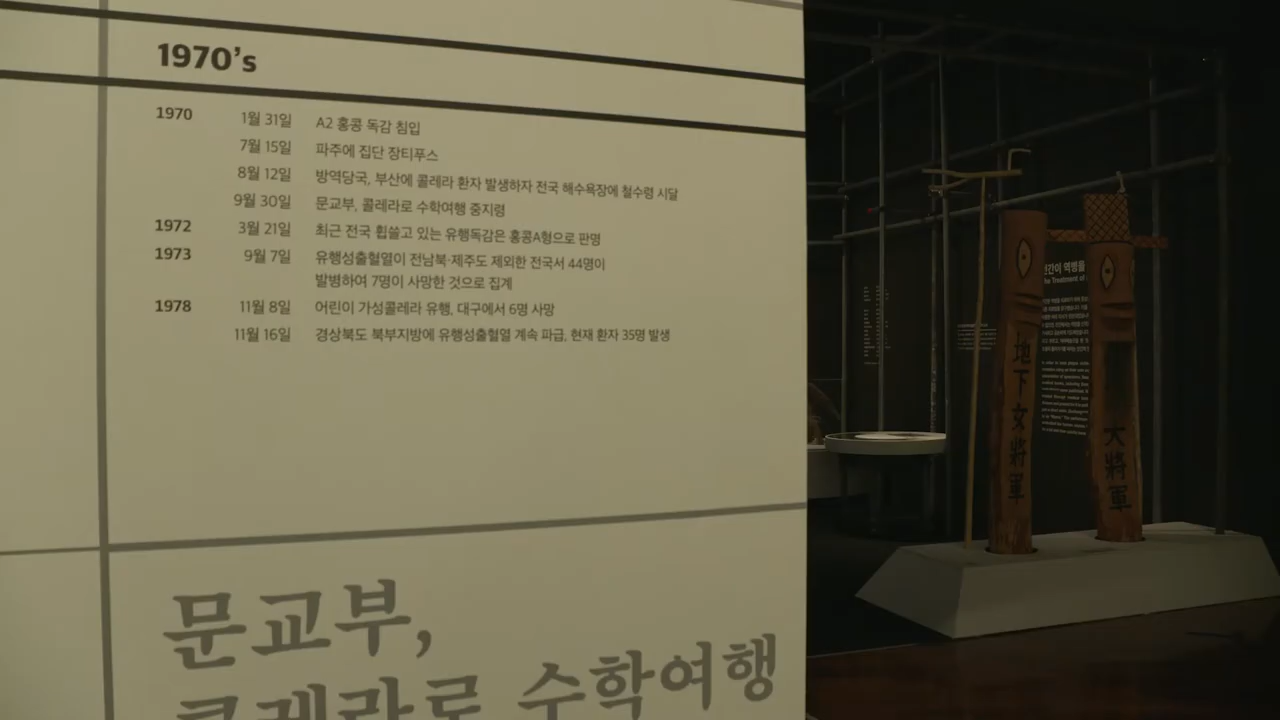 1970's
1970 1월 31일 A2 홍콩 독감 침입
7월 15일 파주에 집단 장티푸스
8월 12일 방역당국, 부산에 콜레라 환자 발생하자 전국 해수욕장에 철수령 시달
9월 30일 문교부, 콜레라로 수학여행 중지령
1972 3월 21일 최근 전국 휩쓸고 있는 유행독감은 홍콩A형으로 판명
1973 9월 7일 유행성출혈열이 전남북·제주도 제외한 전국서 44명이
발병하여 7명이 사망한 것으로 집계
1978 11월 8일 어린이 가성콜레라 유행, 대구에서 6명 사망
11월 16일 경상북도 북부지방에 유행성출혈열 계속 파급, 현재 환자 35명 발생
문교부,
콜레라로 수학여행
地下女將軍
大將軍